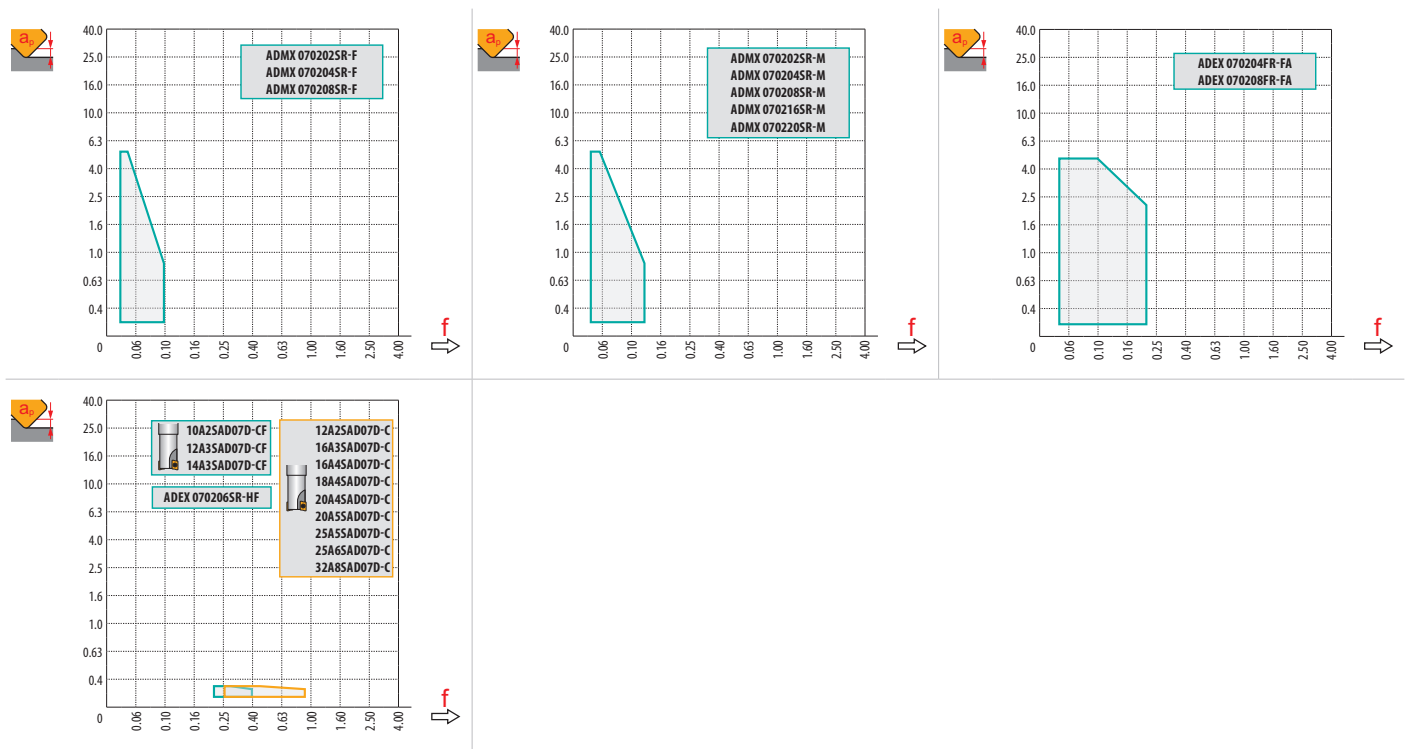 ap
40.0
25.0
16.0
10.0
6.3
4.0
2.5
1.6
1.0
0.63
0.4
0
0.06
0.10
0.16
0.25
0.40
0.63
1.00
1.60
2.50
4.00
f
ADMX 070202SR-F
ADMX 070204SR-F
ADMX 070208SR-F
ap
40.0
25.0
16.0
10.0
6.3
4.0
2.5
1.6
1.0
0.63
0.4
0
0.06
0.10
0.16
0.25
0.40
0.63
1.00
1.60
2.50
4.00
f
ADMX 070202SR-M
ADMX 070204SR-M
ADMX 070208SR-M
ADMX 070216SR-M
ADMX 070220SR-M
ap
40.0
25.0
16.0
10.0
6.3
4.0
2.5
1.6
1.0
0.63
0.4
0
0.06
0.10
0.16
0.25
0.40
0.63
1.00
1.60
2.50
4.00
f
ADEX 070204FR-FA
ADEX 070208FR-FA
ap
40.0
25.0
16.0
10.0
6.3
4.0
2.5
1.6
1.0
0.63
0.4
0
0.06
0.10
0.16
0.25
0.40
0.63
1.00
1.60
2.50
4.00
f
10A2SAD07D-CF
12A3SAD07D-CF
14A3SAD07D-CF
ADEX 070206SR-HF
12A2SAD07D-C
16A3SAD07D-C
16A4SAD07D-C
18A4SAD07D-C
20A4SAD07D-C
20A5SAD07D-C
25A5SAD07D-C
25A6SAD07D-C
32A8SAD07D-C